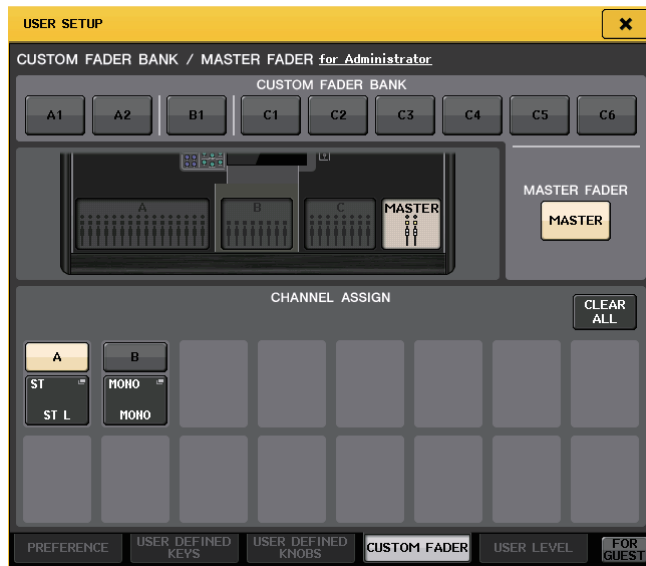 USER SETUP
CUSTOM FADER BANK / MASTER FADER for Administrator
CUSTOM FADER BANK
A1 A2 B1 C1 C2 C3 C4 C5 C6
A B C MASTER
MASTER FADER
MASTER
CHANNEL ASSIGN
CLEAR ALL
A B
ST MONO
ST L MONO
PREFERENCE USER DEFINED KEYS USER DEFINED KNOBS CUSTOM FADER USER LEVEL FOR GUEST